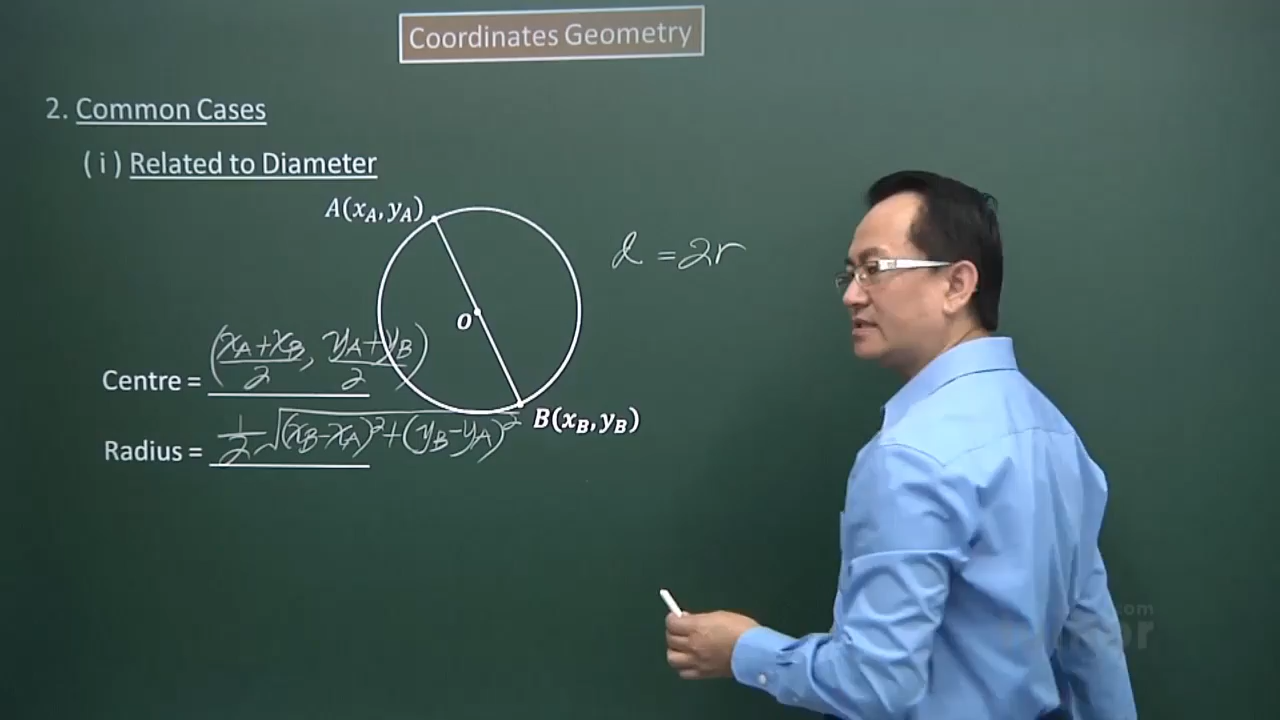 Coordinates Geometry
2. Common Cases
( i ) Related to Diameter
A(x_A, y_A)
d = 2r
O
Centre = ((x_A + x_B)/2, (y_A + y_B)/2)
B(x_B, y_B)
Radius = 1/2 √((x_B - x_A)² + (y_B - y_A)²)
.com